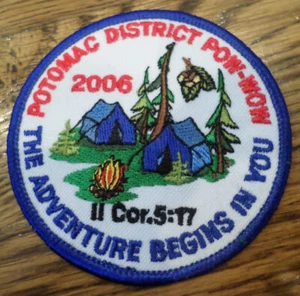 POTOMAC DISTRICT POW-WOW
2006
II Cor.5:17
THE ADVENTURE BEGINS IN YOU